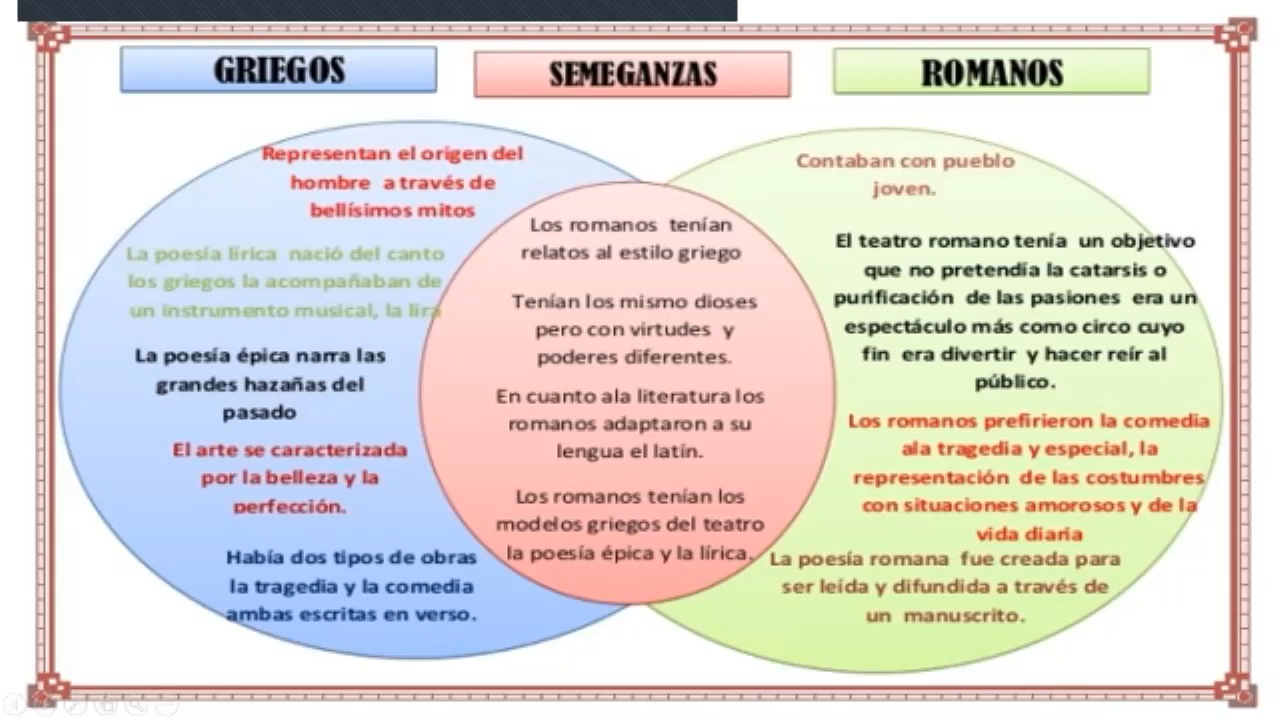 GRIEGOS
SEMEGANZAS
ROMANOS
Representan el origen del
hombre a través de
bellísimos mitos
La poesía lírica nació del canto
los griegos la acompañaban de
un instrumento musical, la lira
La poesía épica narra las
grandes hazañas del
pasado
El arte se caracterizada
por la belleza y la
perfección.
Había dos tipos de obras
la tragedia y la comedia
ambas escritas en verso.
Los romanos tenían
relatos al estilo griego
Tenían los mismo dioses
pero con virtudes y
poderes diferentes.
En cuanto ala literatura los
romanos adaptaron a su
lengua el latín.
Los romanos tenían los
modelos griegos del teatro
la poesía épica y la lírica.
Contaban con pueblo
joven.
El teatro romano tenía un objetivo
que no pretendía la catarsis o
purificación de las pasiones era un
espectáculo más como circo cuyo
fin era divertir y hacer reír al
público.
Los romanos prefirieron la comedia
ala tragedia y especial, la
representación de las costumbres
con situaciones amorosos y de la
vida diaria
La poesía romana fue creada para
ser leída y difundida a través de
un manuscrito.